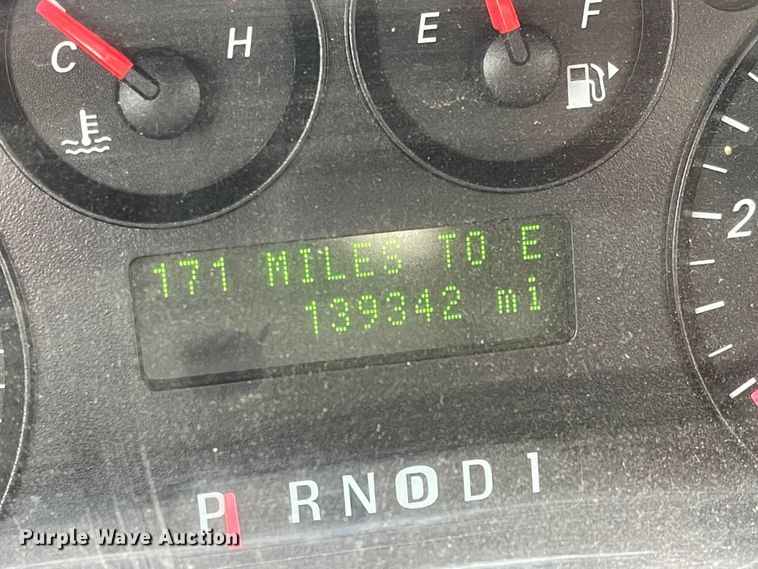 C H
E F
2
171 MILES TO E
139342 mi
P R N D D 1
Purple Wave Auction